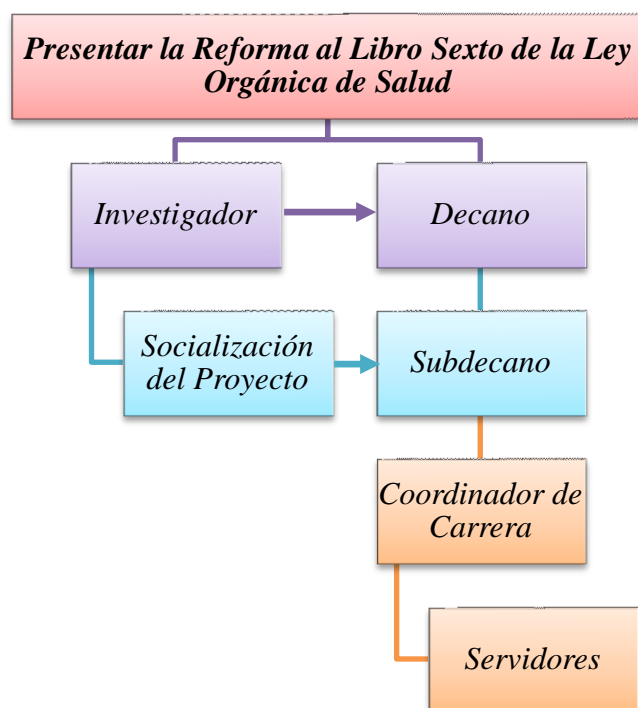 Presentar la Reforma al Libro Sexto de la Ley
Orgánica de Salud
Investigador
Decano
Socialización
del Proyecto
Subdecano
Coordinador de
Carrera
Servidores